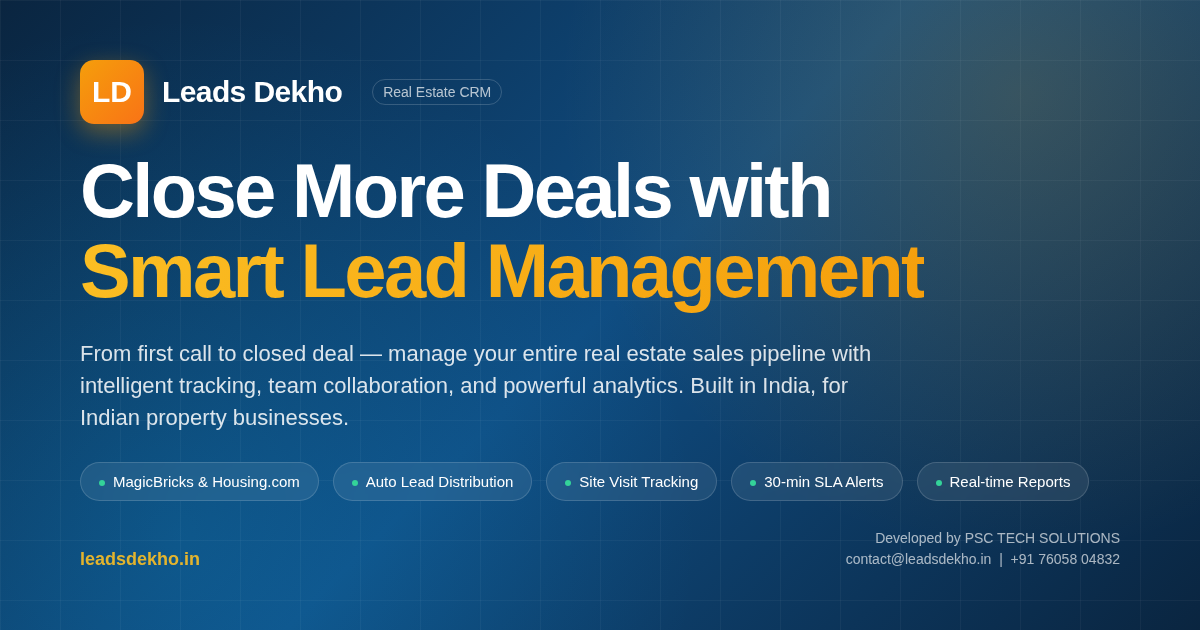 LD
Leads Dekho
Real Estate CRM
Close More Deals with
Smart Lead Management
From first call to closed deal — manage your entire real estate sales pipeline with
intelligent tracking, team collaboration, and powerful analytics. Built in India, for
Indian property businesses.
MagicBricks & Housing.com
Auto Lead Distribution
Site Visit Tracking
30-min SLA Alerts
Real-time Reports
leadsdekho.in
Developed by PSC TECH SOLUTIONS
contact@leadsdekho.in | +91 76058 04832